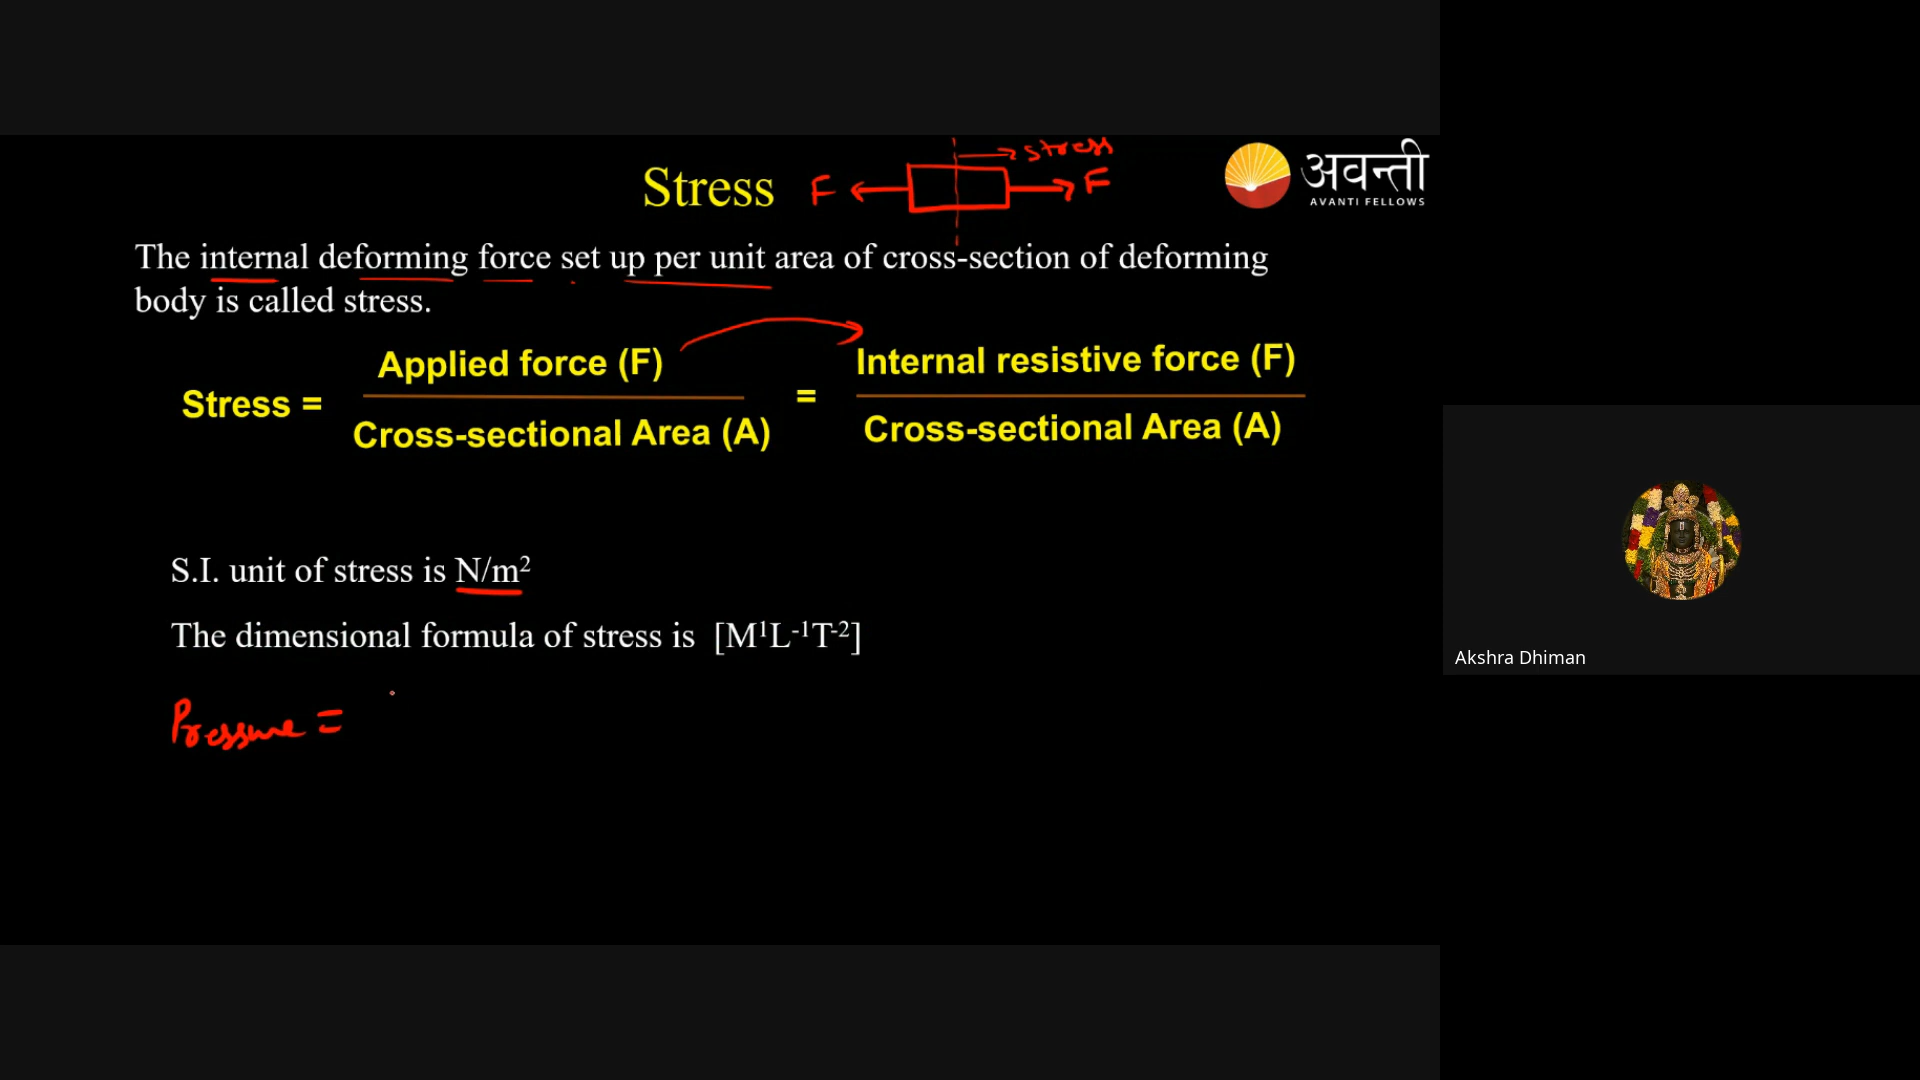 stress
Stress F F
अवन्ती
AVANTI FELLOWS
The internal deforming force set up per unit area of cross-section of deforming
body is called stress.
Applied force (F) Internal resistive force (F)
Stress = =
Cross-sectional Area (A) Cross-sectional Area (A)
S.I. unit of stress is N/m²
The dimensional formula of stress is [M¹L⁻¹T⁻²]
Pressure =
Akshra Dhiman